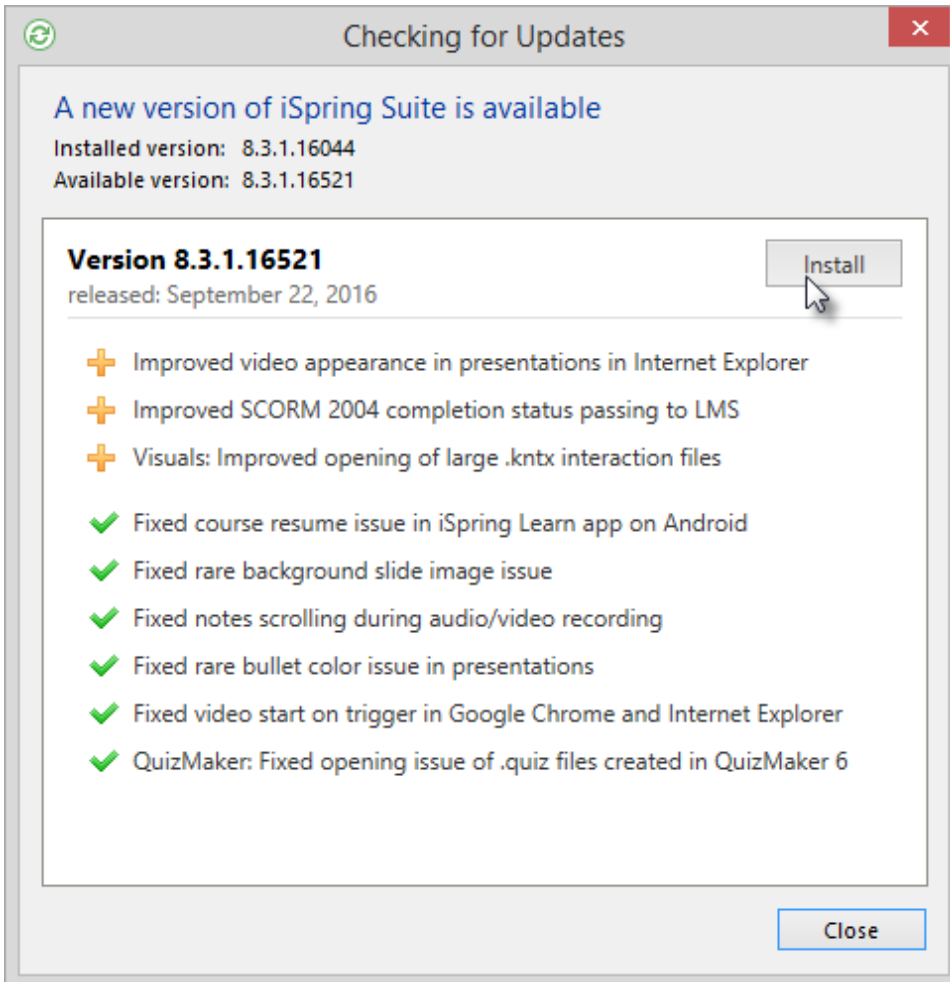 Checking for Updates
A new version of iSpring Suite is available
Installed version: 8.3.1.16044
Available version: 8.3.1.16521
Version 8.3.1.16521
Install
released: September 22, 2016
Improved video appearance in presentations in Internet Explorer
Improved SCORM 2004 completion status passing to LMS
Visuals: Improved opening of large .kntx interaction files
Fixed course resume issue in iSpring Learn app on Android
Fixed rare background slide image issue
Fixed notes scrolling during audio/video recording
Fixed rare bullet color issue in presentations
Fixed video start on trigger in Google Chrome and Internet Explorer
QuizMaker: Fixed opening issue of .quiz files created in QuizMaker 6
Close